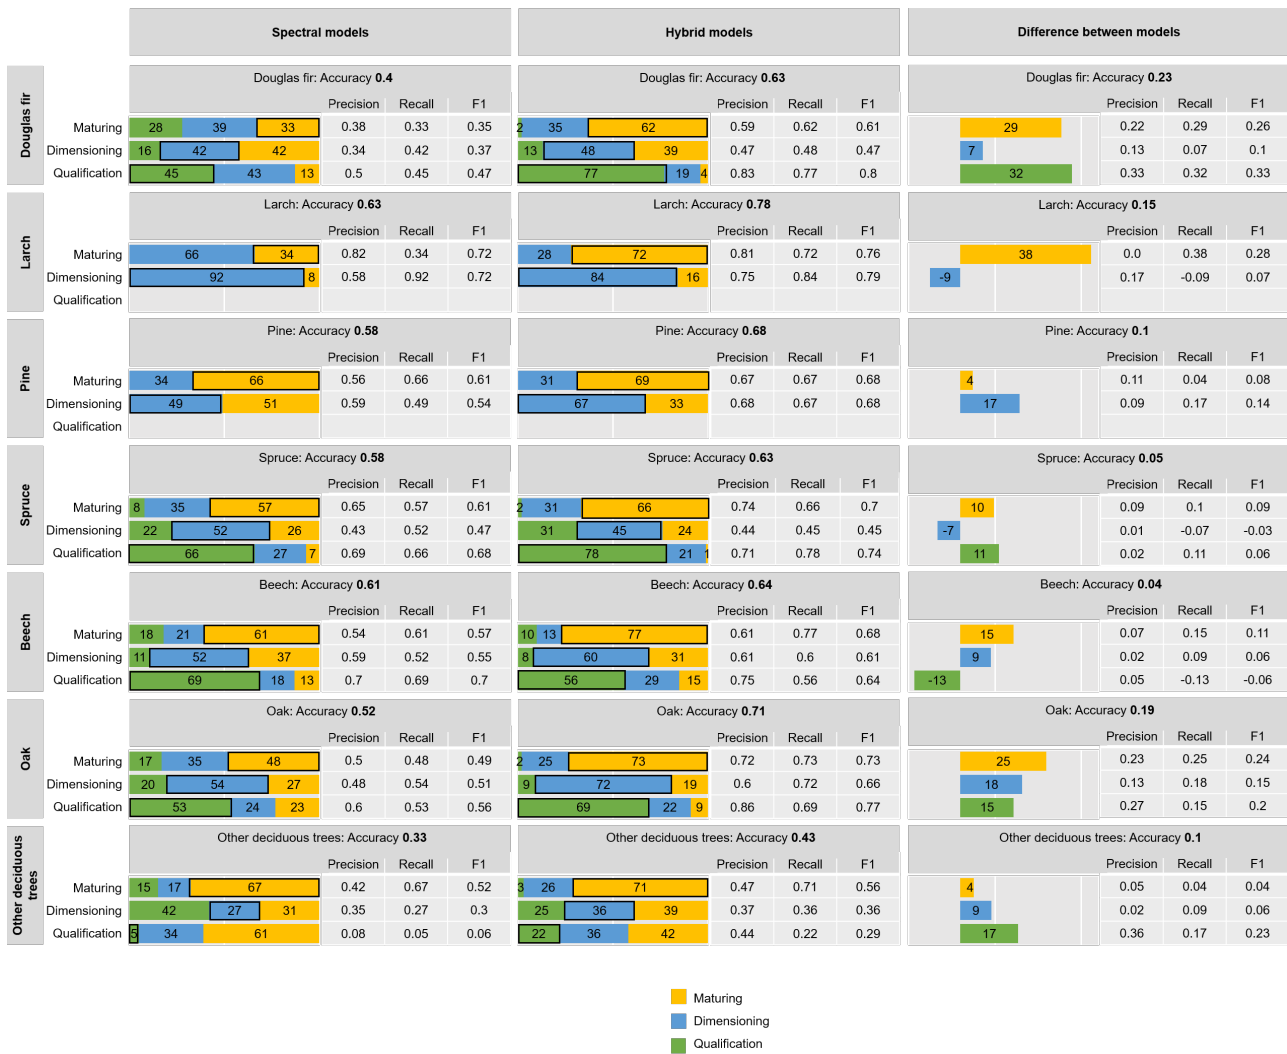 Spectral models Hybrid models Difference between models
Douglas fir
Douglas fir: Accuracy 0.4 Douglas fir: Accuracy 0.63 Douglas fir: Accuracy 0.23
Precision Recall F1 Precision Recall F1 Precision Recall F1
Maturing 28 39 33 0.38 0.33 0.35 2 35 62 0.59 0.62 0.61 29 0.22 0.29 0.26
Dimensioning 16 42 42 0.34 0.42 0.37 13 48 39 0.47 0.48 0.47 7 0.13 0.07 0.1
Qualification 45 43 13 0.5 0.45 0.47 77 19 4 0.83 0.77 0.8 32 0.33 0.32 0.33
Larch
Larch: Accuracy 0.63 Larch: Accuracy 0.78 Larch: Accuracy 0.15
Precision Recall F1 Precision Recall F1 Precision Recall F1
Maturing 66 34 0.82 0.34 0.72 28 72 0.81 0.72 0.76 38 0.0 0.38 0.28
Dimensioning 92 8 0.58 0.92 0.72 84 16 0.75 0.84 0.79 -9 0.17 -0.09 0.07
Qualification
Pine
Pine: Accuracy 0.58 Pine: Accuracy 0.68 Pine: Accuracy 0.1
Precision Recall F1 Precision Recall F1 Precision Recall F1
Maturing 34 66 0.56 0.66 0.61 31 69 0.67 0.67 0.68 4 0.11 0.04 0.08
Dimensioning 49 51 0.59 0.49 0.54 67 33 0.68 0.67 0.68 17 0.09 0.17 0.14
Qualification
Spruce
Spruce: Accuracy 0.58 Spruce: Accuracy 0.63 Spruce: Accuracy 0.05
Precision Recall F1 Precision Recall F1 Precision Recall F1
Maturing 8 35 57 0.65 0.57 0.61 2 31 66 0.74 0.66 0.7 10 0.09 0.1 0.09
Dimensioning 22 52 26 0.43 0.52 0.47 31 45 24 0.44 0.45 0.45 -7 0.01 -0.07 -0.03
Qualification 66 27 7 0.69 0.66 0.68 78 21 1 0.71 0.78 0.74 11 0.02 0.11 0.06
Beech
Beech: Accuracy 0.61 Beech: Accuracy 0.64 Beech: Accuracy 0.04
Precision Recall F1 Precision Recall F1 Precision Recall F1
Maturing 18 21 61 0.54 0.61 0.57 10 13 77 0.61 0.77 0.68 15 0.07 0.15 0.11
Dimensioning 11 52 37 0.59 0.52 0.55 8 60 31 0.61 0.6 0.61 9 0.02 0.09 0.06
Qualification 69 18 13 0.7 0.69 0.7 56 29 15 0.75 0.56 0.64 -13 0.05 -0.13 -0.06
Oak
Oak: Accuracy 0.52 Oak: Accuracy 0.71 Oak: Accuracy 0.19
Precision Recall F1 Precision Recall F1 Precision Recall F1
Maturing 17 35 48 0.5 0.48 0.49 2 25 73 0.72 0.73 0.73 25 0.23 0.25 0.24
Dimensioning 20 54 27 0.48 0.54 0.51 9 72 19 0.6 0.72 0.66 18 0.13 0.18 0.15
Qualification 53 24 23 0.6 0.53 0.56 69 22 9 0.86 0.69 0.77 15 0.27 0.15 0.2
Other deciduous
trees
Other deciduous trees: Accuracy 0.33 Other deciduous trees: Accuracy 0.43 Other deciduous trees: Accuracy 0.1
Precision Recall F1 Precision Recall F1 Precision Recall F1
Maturing 15 17 67 0.42 0.67 0.52 3 26 71 0.47 0.71 0.56 4 0.05 0.04 0.04
Dimensioning 42 27 31 0.35 0.27 0.3 25 36 39 0.37 0.36 0.36 9 0.02 0.09 0.06
Qualification 5 34 61 0.08 0.05 0.06 22 36 42 0.44 0.22 0.29 17 0.36 0.17 0.23
Maturing
Dimensioning
Qualification